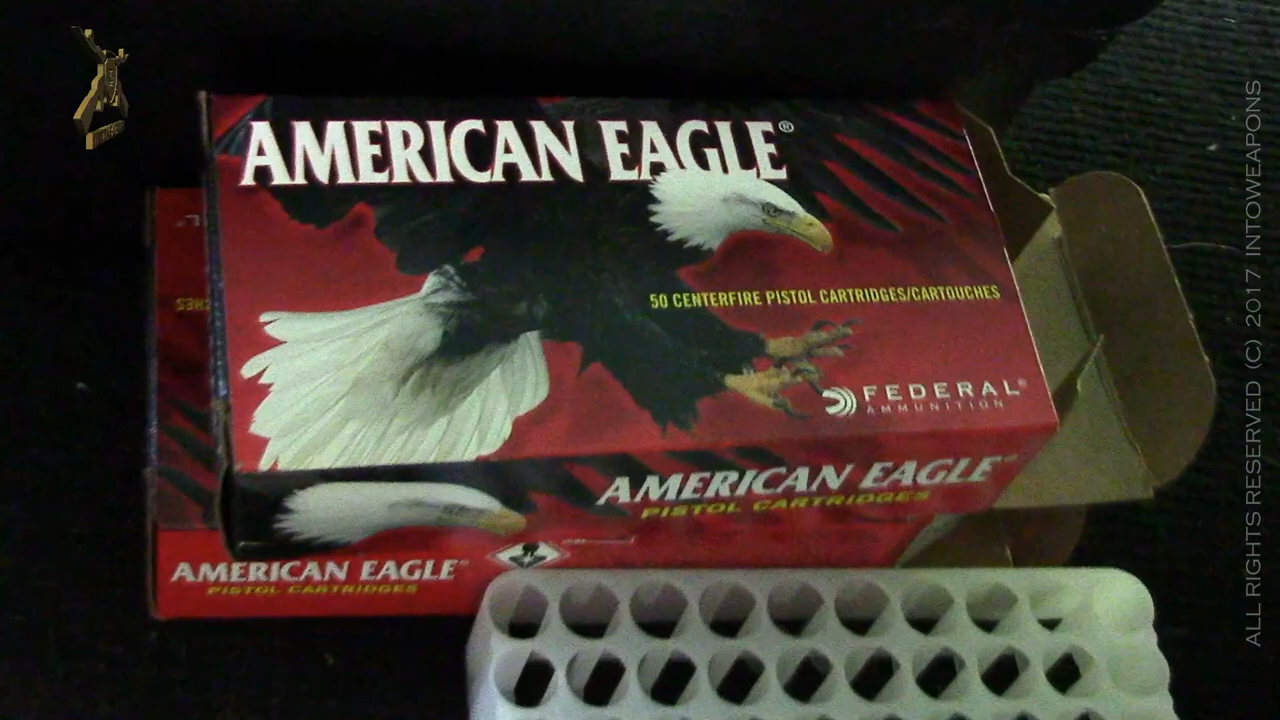 AMERICAN EAGLE®
50 CENTERFIRE PISTOL CARTRIDGES/CARTOUCHES
FEDERAL®
AMMUNITION
AMERICAN EAGLE®
PISTOL CARTRIDGES
AMERICAN EAGLE®
PISTOL CARTRIDGES
ALL RIGHTS RESERVED (C) 2017 INTOWEAPONS